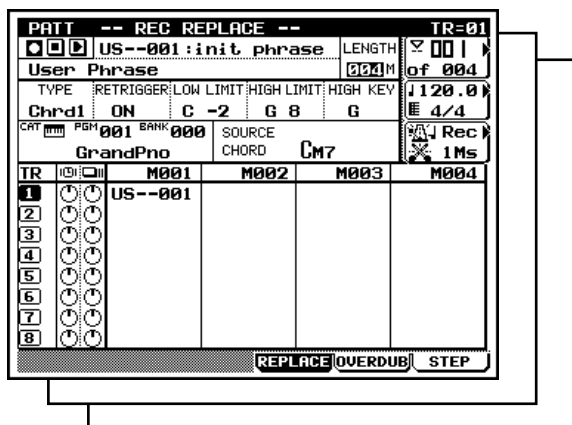 PATT -- REC REPLACE -- TR=01
US--001:init phrase LENGTH
User Phrase 004M of 004
TYPE RETRIGGER LOW LIMIT HIGH LIMIT HIGH KEY ♩120.0
Chrd1 ON C -2 G 8 G 4/4
CAT PGM 001 BANK 000 SOURCE ♩ Rec
GrandPno CHORD CM7 1Ms
TR M001 M002 M003 M004
1 US--001
2
3
4
5
6
7
8
REPLACE OVERDUB STEP